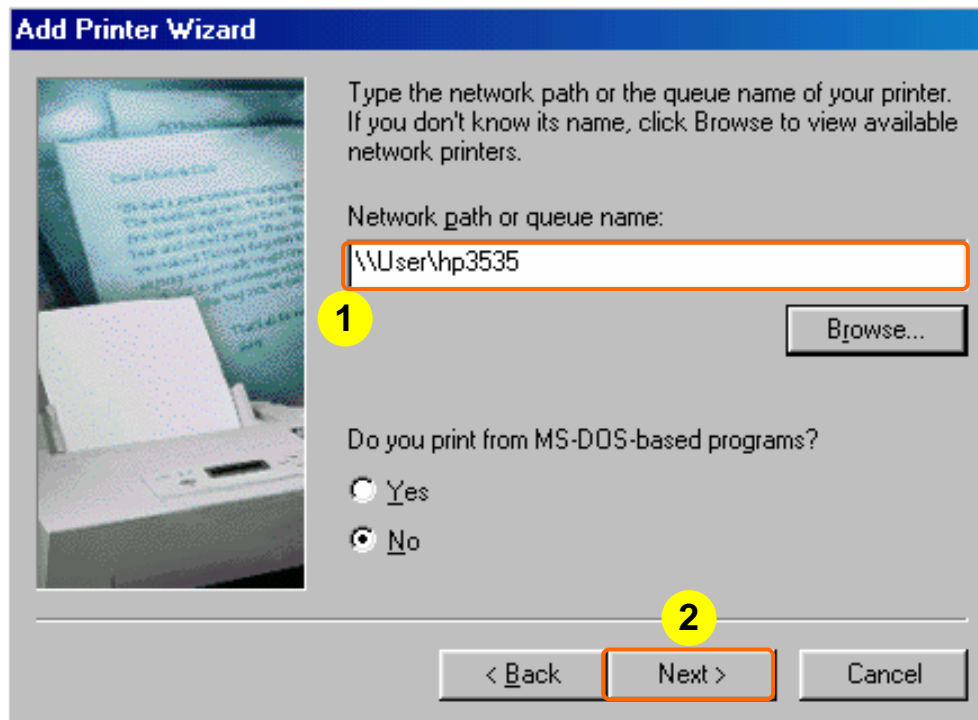 Add Printer Wizard
Type the network path or the queue name of your printer.
If you don't know its name, click Browse to view available
network printers.
Network path or queue name:
\\User\hp3535
1
Browse...
Do you print from MS-DOS-based programs?
Yes
No
2
< Back
Next >
Cancel